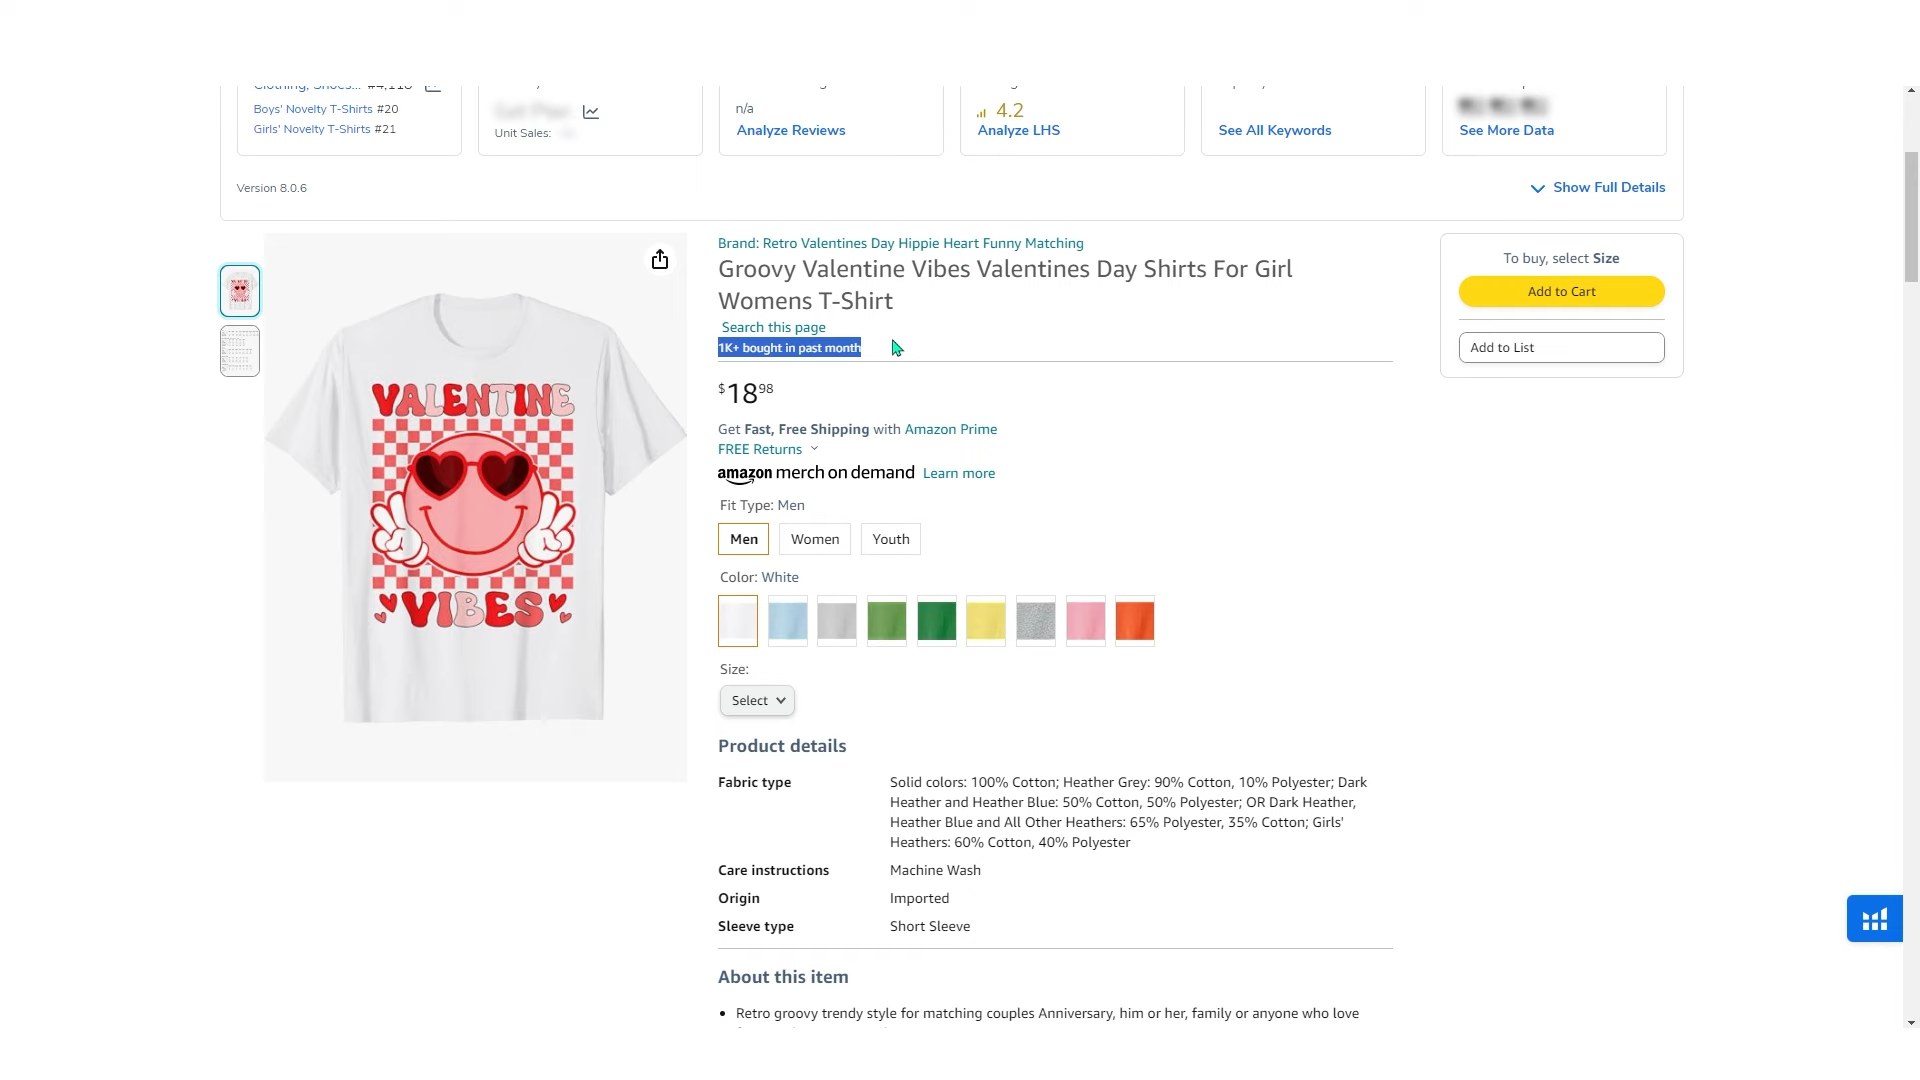 Boys' Novelty T-Shirts #20
Girls' Novelty T-Shirts #21
Unit Sales:
n/a
Analyze Reviews
4.2
Analyze LHS
See All Keywords
See More Data
Version 8.0.6
Show Full Details
Brand: Retro Valentines Day Hippie Heart Funny Matching
Groovy Valentine Vibes Valentines Day Shirts For Girl
Womens T-Shirt
Search this page
1K+ bought in past month
$18 98
Get Fast, Free Shipping with Amazon Prime
FREE Returns
amazon merch on demand Learn more
Fit Type: Men
Men
Women
Youth
Color: White
Size:
Select
Product details
Fabric type
Solid colors: 100% Cotton; Heather Grey: 90% Cotton, 10% Polyester; Dark
Heather and Heather Blue: 50% Cotton, 50% Polyester; OR Dark Heather,
Heather Blue and All Other Heathers: 65% Polyester, 35% Cotton; Girls'
Heathers: 60% Cotton, 40% Polyester
Care instructions
Machine Wash
Origin
Imported
Sleeve type
Short Sleeve
About this item
• Retro groovy trendy style for matching couples Anniversary, him or her, family or anyone who love
To buy, select Size
Add to Cart
Add to List
VALENTINE
VIBES